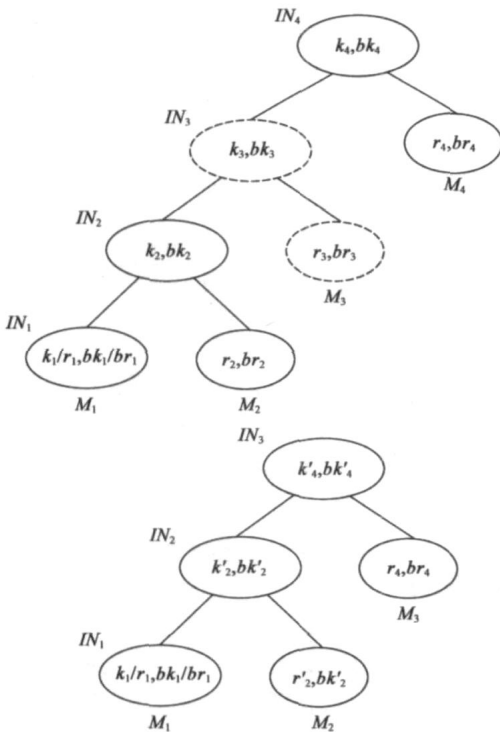 IN₄
k₄,bk₄
IN₃
k₃,bk₃
r₄,br₄
M₄
IN₂
k₂,bk₂
r₃,br₃
M₃
IN₁
k₁/r₁,bk₁/br₁
r₂,br₂
M₁
M₂
IN₃
k'₄,bk'₄
IN₂
k'₂,bk'₂
r₄,br₄
M₃
IN₁
k₁/r₁,bk₁/br₁
r'₂,bk'₂
M₁
M₂